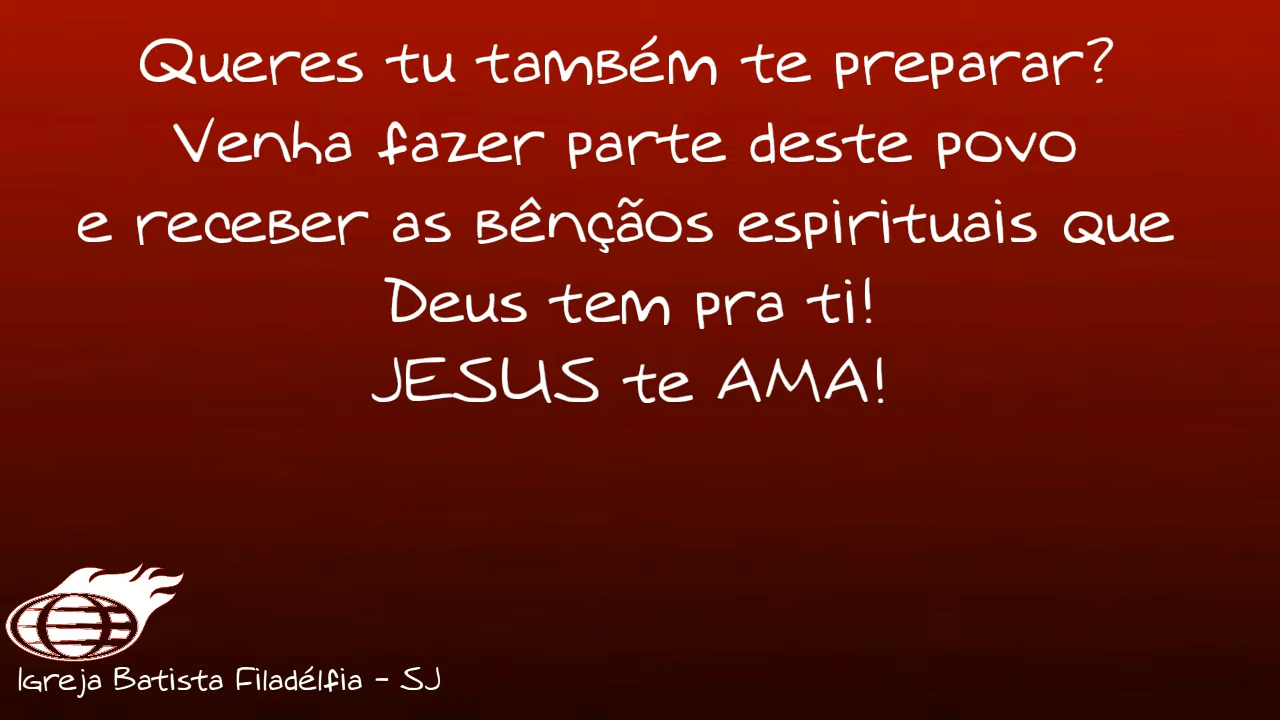 Queres tu também te preparar?
Venha fazer parte deste povo
e receber as bênçãos espirituais que
Deus tem pra ti!
JESUS te AMA!
Igreja Batista Filadélfia - SJ